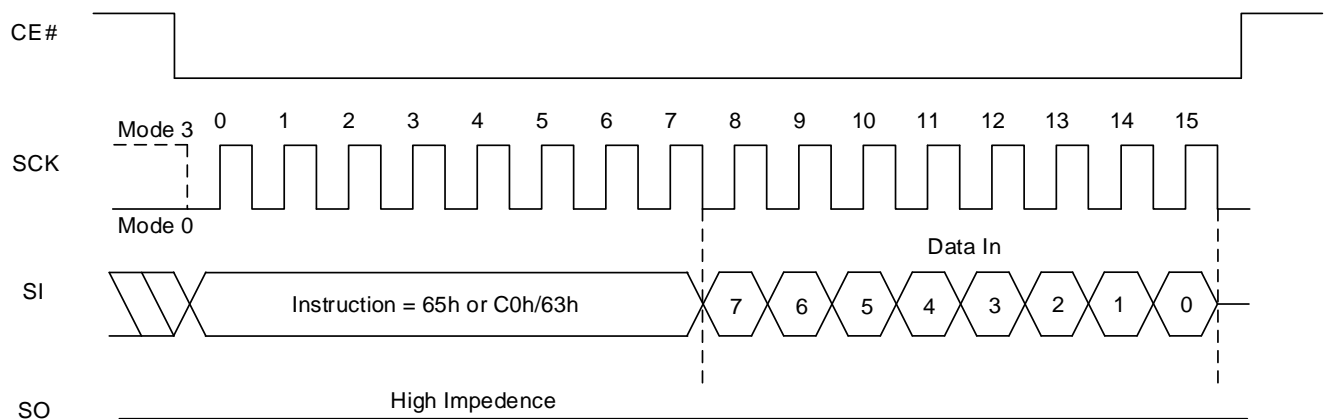 CE#
0 1 2 3 4 5 6 7 8 9 10 11 12 13 14 15
Mode 3
SCK
Mode 0
Data In
SI
Instruction = 65h or C0h/63h
7 6 5 4 3 2 1 0
High Impedence
SO